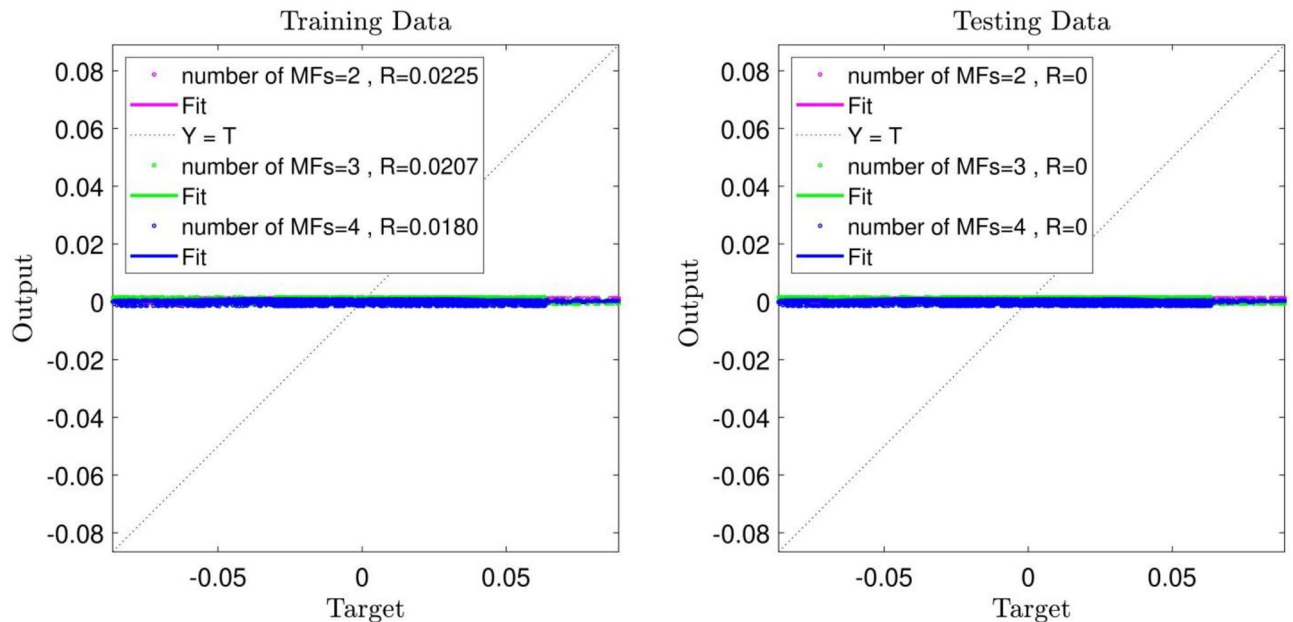 Training Data
0.08
0.06
0.04
0.02
0
-0.02
-0.04
-0.06
-0.08
Output
number of MFs=2 , R=0.0225
Fit
Y = T
number of MFs=3 , R=0.0207
Fit
number of MFs=4 , R=0.0180
Fit
-0.05 0 0.05
Target
Testing Data
0.08
0.06
0.04
0.02
0
-0.02
-0.04
-0.06
-0.08
Output
number of MFs=2 , R=0
Fit
Y = T
number of MFs=3 , R=0
Fit
number of MFs=4 , R=0
Fit
-0.05 0 0.05
Target